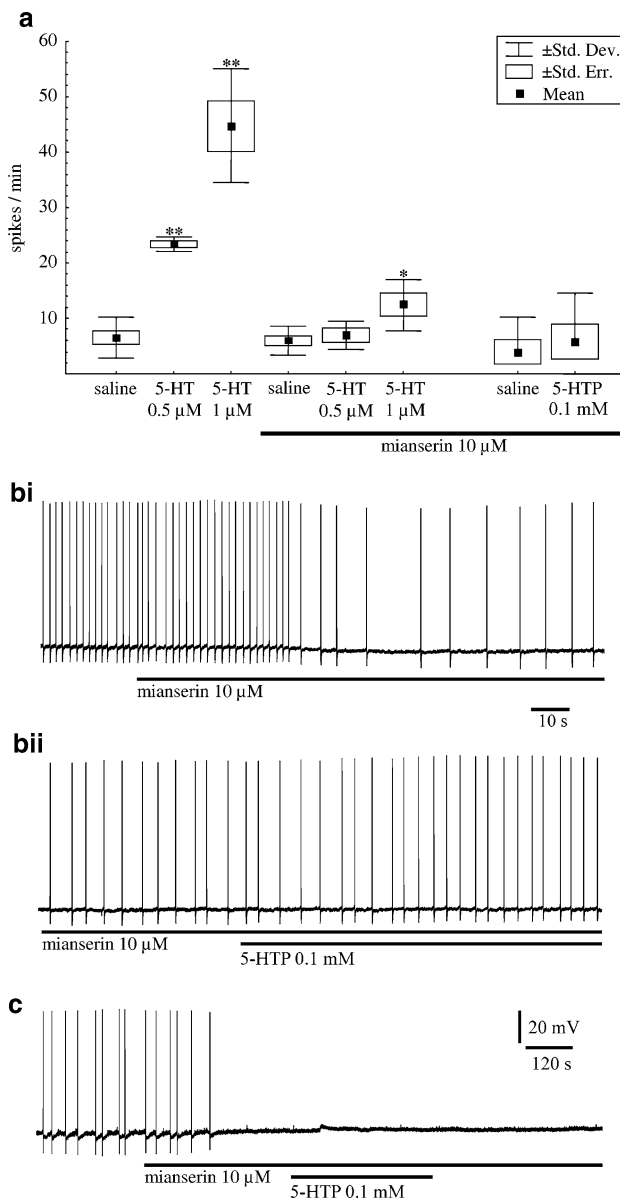 a
60
50
40
30
20
10
spikes / min
±Std. Dev.
±Std. Err.
Mean
**
**
*
saline 5-HT 5-HT saline 5-HT 5-HT saline 5-HTP
0.5 µM 1 µM 0.5 µM 1 µM 0.1 mM
mianserin 10 µM
bi
mianserin 10 µM
10 s
bii
mianserin 10 µM
5-HTP 0.1 mM
c
20 mV
120 s
mianserin 10 µM
5-HTP 0.1 mM